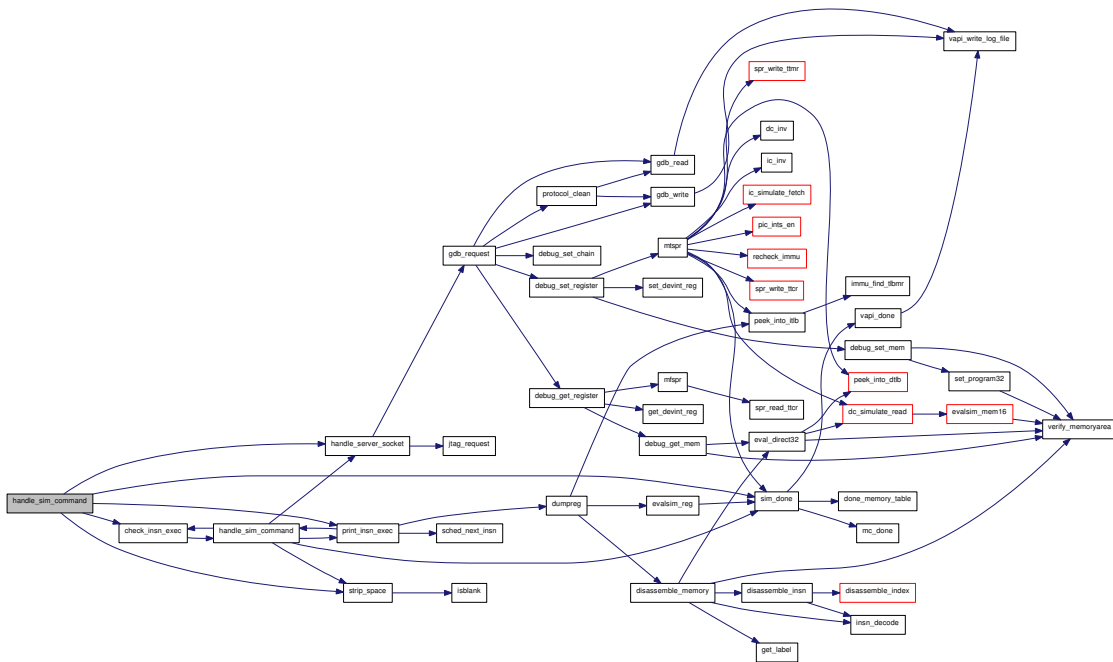 vapi_write_log_file
spr_write_ttmr
dc_inv
gdb_read
ic_inv
protocol_clean
gdb_write
ic_simulate_fetch
pic_ints_en
gdb_request
debug_set_chain
mtspr
recheck_immu
debug_set_register
set_devint_reg
spr_write_ttcr
immu_find_tlbmr
peek_into_itlb
vapi_done
debug_set_mem
mfspr
peek_into_dtlb
set_program32
debug_get_register
spr_read_ttcr
get_devint_reg
dc_simulate_read
evalsim_mem16
verify_memoryarea
handle_server_socket
jtag_request
debug_get_mem
eval_direct32
handle_sim_command
dumpreg
evalsim_reg
sim_done
done_memory_table
check_insn_exec
handle_sim_command
print_insn_exec
sched_next_insn
mc_done
strip_space
isblank
disassemble_memory
disassemble_insn
disassemble_index
insn_decode
get_label